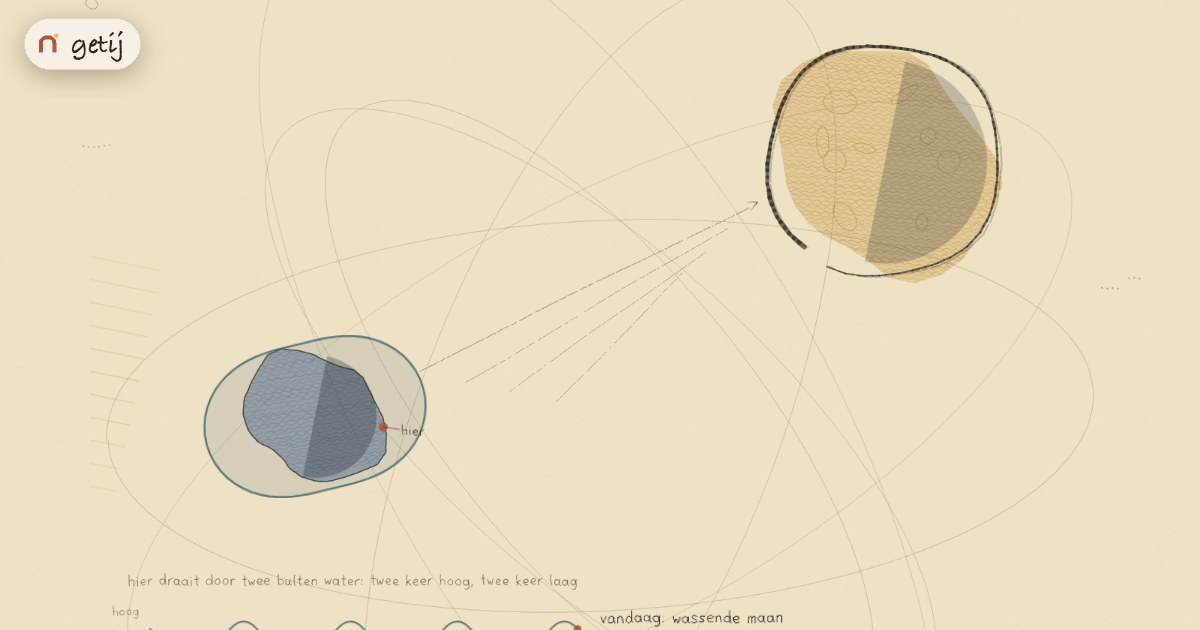 getij
hier
hier draait door twee bulten water: twee keer hoog, twee keer laag
hoog
vandaag: wassende maan